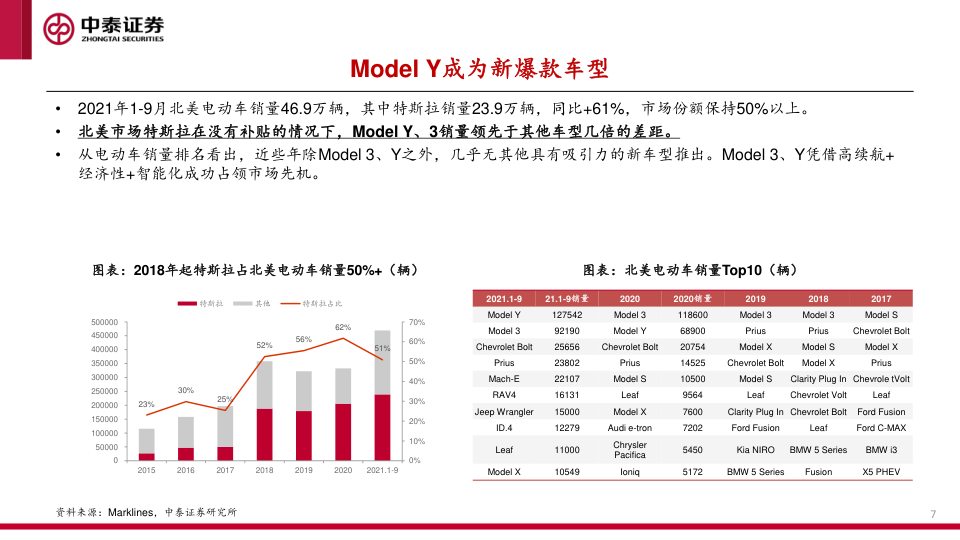 中泰证券
ZHONGTAI SECURITIES
Model Y成为新爆款车型
• 2021年1-9月北美电动车销量46.9万辆，其中特斯拉销量23.9万辆，同比+61%，市场份额保持50%以上。
• 北美市场特斯拉在没有补贴的情况下，Model Y、3销量领先于其他车型几倍的差距。
• 从电动车销量排名看出，近些年除Model 3、Y之外，几乎无其他具有吸引力的新车型推出。Model 3、Y凭借高续航+
经济性+智能化成功占领市场先机。
图表：2018年起特斯拉占北美电动车销量50%+（辆）
特斯拉 其他 特斯拉占比
500000 70%
450000 60%
400000 50%
350000 40%
300000 30%
250000 20%
200000 10%
150000 0%
100000
50000
0
23% 30% 25% 52% 56% 62% 51%
2015 2016 2017 2018 2019 2020 2021.1-9
图表：北美电动车销量Top10（辆）
2021.1-9 21.1-9销量 2020 2020销量 2019 2018 2017
Model Y 127542 Model 3 118600 Model 3 Model 3 Model S
Model 3 92190 Model Y 68900 Prius Prius Chevrolet Bolt
Chevrolet Bolt 25656 Chevrolet Bolt 20754 Model X Model S Model X
Prius 23802 Prius 14525 Chevrolet Bolt Model X Prius
Mach-E 22107 Model S 10500 Model S Clarity Plug In Chevrole tVolt
RAV4 16131 Leaf 9564 Leaf Chevrolet Volt Leaf
Jeep Wrangler 15000 Model X 7600 Clarity Plug In Chevrolet Bolt Ford Fusion
ID.4 12279 Audi e-tron 7202 Ford Fusion Leaf Ford C-MAX
Leaf 11000 Chrysler Pacifica 5450 Kia NIRO BMW 5 Series BMW i3
Model X 10549 Ioniq 5172 BMW 5 Series Fusion X5 PHEV
资料来源：Marklines，中泰证券研究所
7